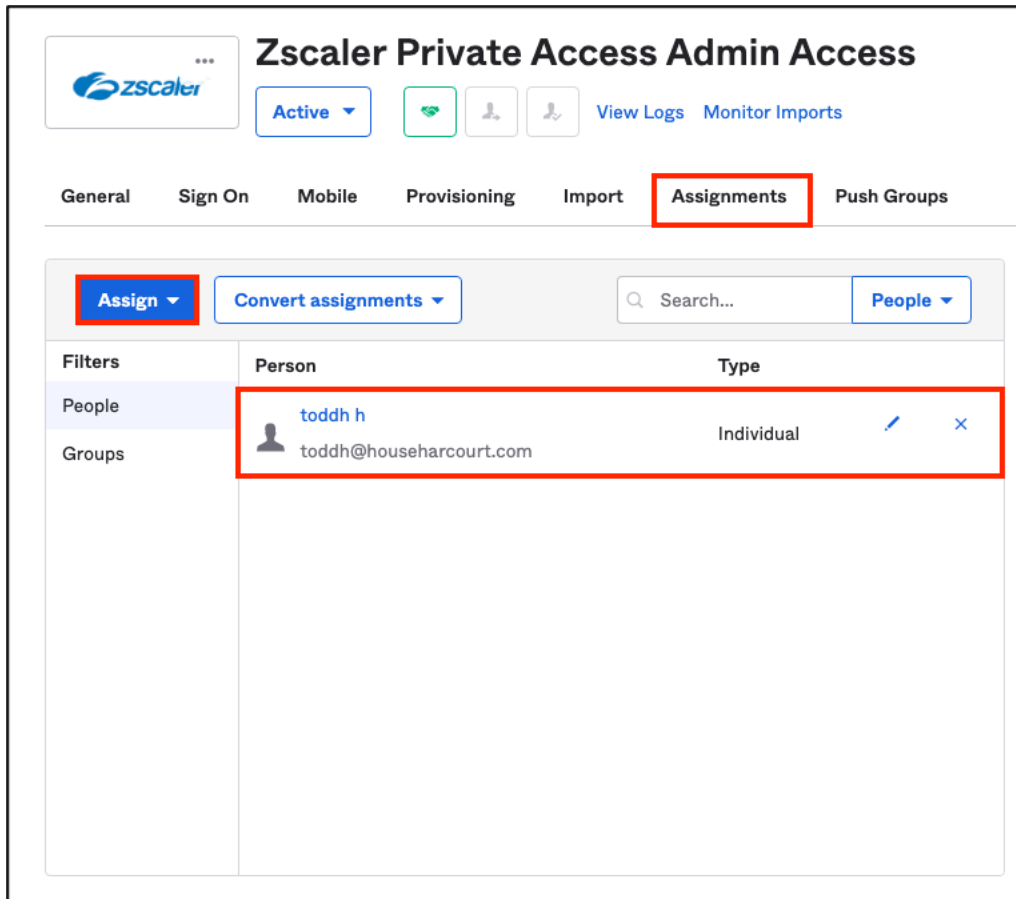 Zscaler Private Access Admin Access
zscaler
Active
View Logs Monitor Imports
General Sign On Mobile Provisioning Import Assignments Push Groups
Assign Convert assignments Search... People
Filters Person Type
People
toddh h
toddh@househarcourt.com
Individual
Groups